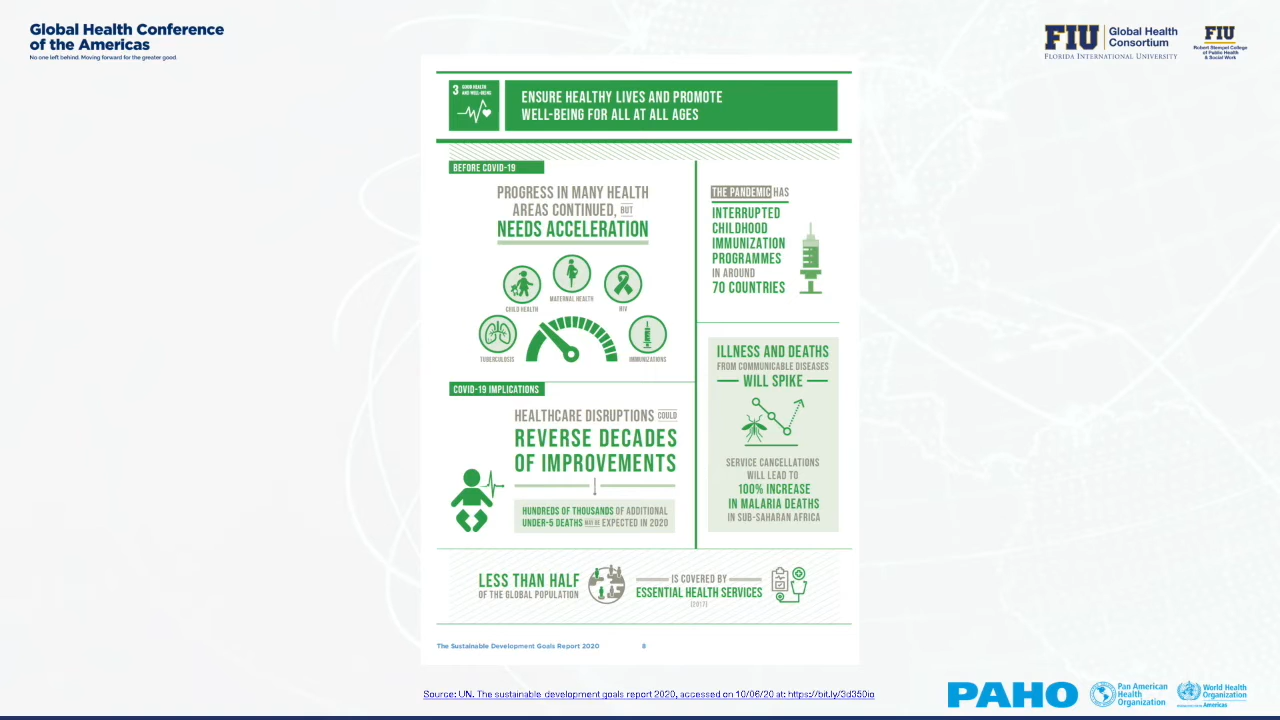 Global Health Conference
of the Americas
No one left behind. Moving forward for the greater good.
FIU
Global Health
Consortium
FLORIDA INTERNATIONAL UNIVERSITY
FIU
Robert Stempel College
of Public Health
& Social Work
3 GOOD HEALTH
AND WELL-BEING
ENSURE HEALTHY LIVES AND PROMOTE
WELL-BEING FOR ALL AT ALL AGES
BEFORE COVID-19
PROGRESS IN MANY HEALTH
AREAS CONTINUED, BUT
NEEDS ACCELERATION
CHILD HEALTH
MATERNAL HEALTH
HIV
TUBERCULOSIS
IMMUNIZATIONS
THE PANDEMIC HAS
INTERRUPTED
CHILDHOOD
IMMUNIZATION
PROGRAMMES
IN AROUND
70 COUNTRIES
COVID-19 IMPLICATIONS
HEALTHCARE DISRUPTIONS COULD
REVERSE DECADES
OF IMPROVEMENTS
HUNDREDS OF THOUSANDS OF ADDITIONAL
UNDER-5 DEATHS MAY BE EXPECTED IN 2020
ILLNESS AND DEATHS
FROM COMMUNICABLE DISEASES
WILL SPIKE
SERVICE CANCELLATIONS
WILL LEAD TO
100% INCREASE
IN MALARIA DEATHS
IN SUB-SAHARAN AFRICA
LESS THAN HALF
OF THE GLOBAL POPULATION
IS COVERED BY
ESSENTIAL HEALTH SERVICES
(2017)
The Sustainable Development Goals Report 2020 8
Source: UN. The sustainable development goals report 2020, accessed on 10/06/20 at: https://bit.ly/3d350io
PAHO
Pan American
Health
Organization
World Health
Organization
Americas